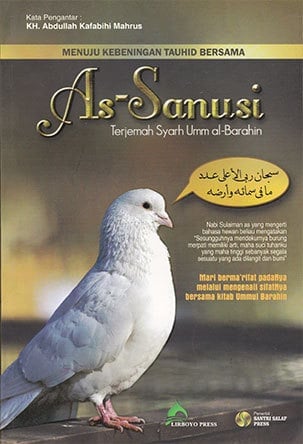 Kata Pengantar :
KH. Abdullah Kafabihi Mahrus
MENUJU KEBENINGAN TAUHID BERSAMA
As-Sanusi
Terjemah Syarh Umm al-Barahin
سبحان ربي الأعلى عدد
ما في سمائه وأرضه
Nabi Sulaiman as yang mengerti
bahasa hewan beliau mengatakan
"Sesungguhnya mendekurnya burung
merpati memiliki arti, maha suci tuhanku
yang maha tinggi sebanyak segala
sesuatu yang ada dilangit dan bumi"
Mari berma'rifat padaNya
melalui mengenali sifatNya
bersama kitab Ummul Barahin
LIRBOYO PRESS
Penerbit
SANTRI SALAF
PRESS